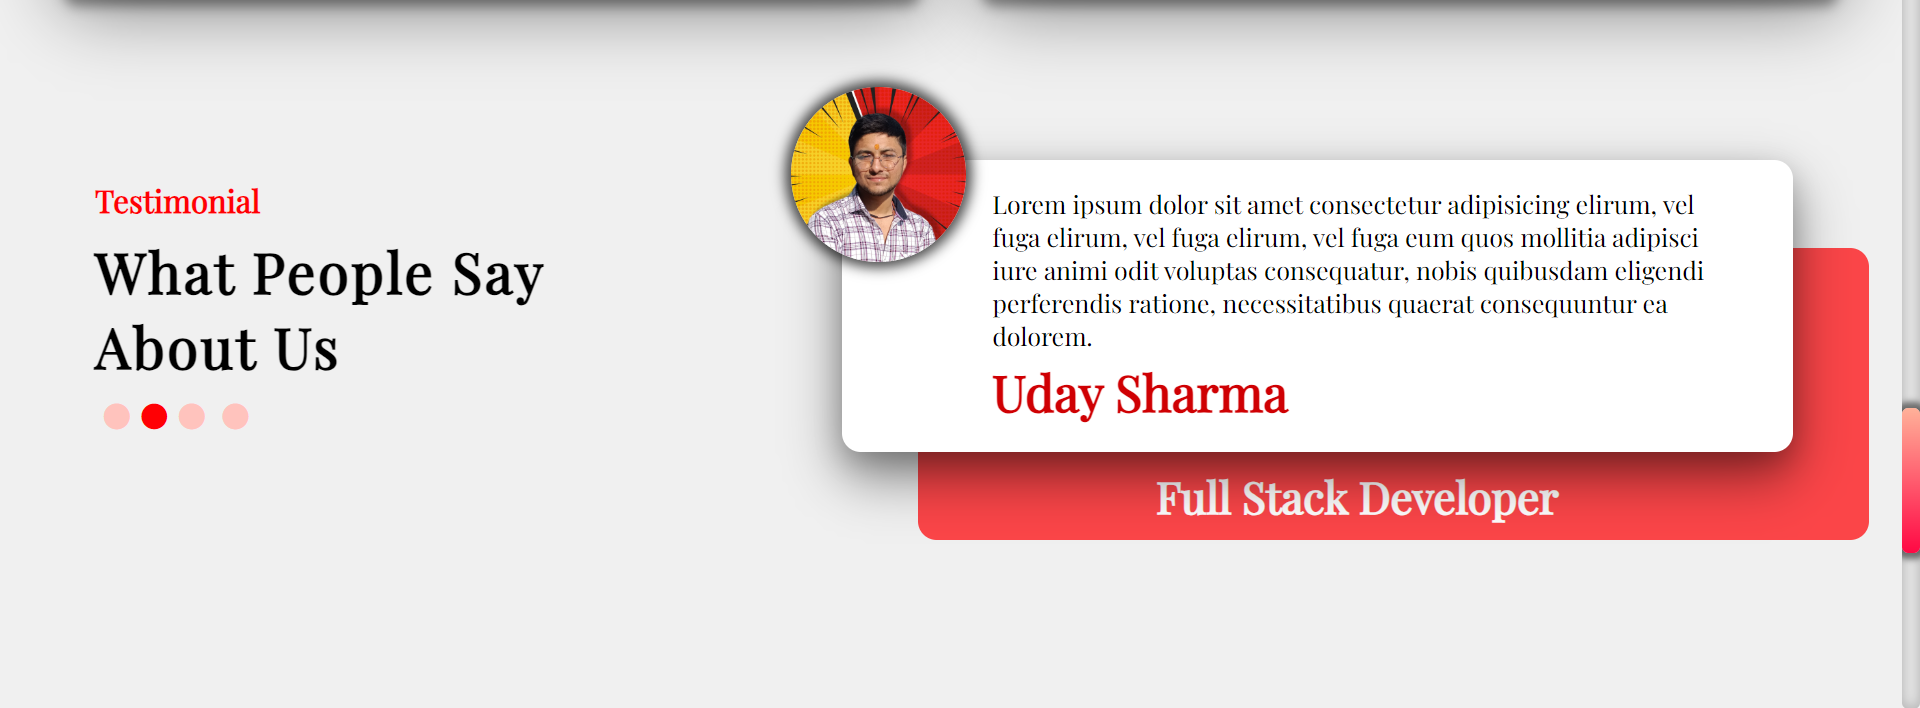 Testimonial
What People Say
About Us
Lorem ipsum dolor sit amet consectetur adipisicing elirum, vel
fuga elirum, vel fuga elirum, vel fuga eum quos mollitia adipisci
iure animi odit voluptas consequatur, nobis quibusdam eligendi
perferendis ratione, necessitatibus quaerat consequuntur ea
dolorem.
Uday Sharma
Full Stack Developer